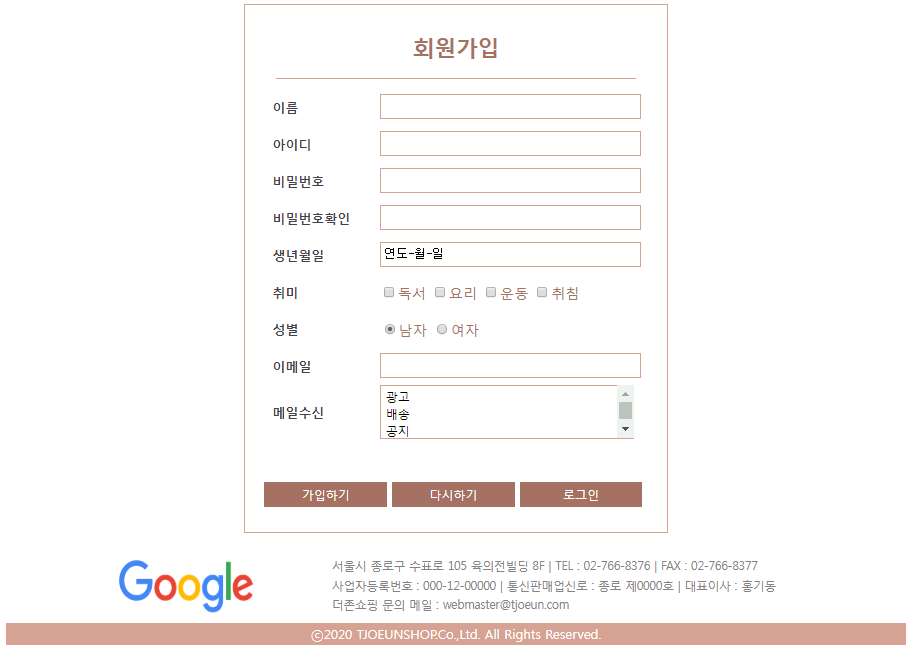 회원가입
이름
아이디
비밀번호
비밀번호확인
생년월일 연도-월-일
취미 독서 요리 운동 취침
성별 남자 여자
이메일
메일수신 광고
배송
공지
가입하기 다시하기 로그인
Google
서울시 종로구 수표로 105 육의전빌딩 8F | TEL : 02-766-8376 | FAX : 02-766-8377
사업자등록번호 : 000-12-00000 | 통신판매업신로 : 종로 제0000호 | 대표이사 : 홍기동
더존쇼핑 문의 메일 : webmaster@tjoeun.com
©2020 TJOEUNSHOP.Co.,Ltd. All Rights Reserved.